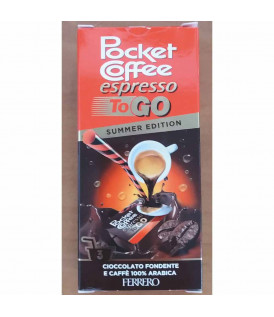 Pocket
Coffee
espresso
To GO
SUMMER EDITION
CIOCCOLATO FONDENTE
E CAFFÈ 100% ARABICA
FERRERO